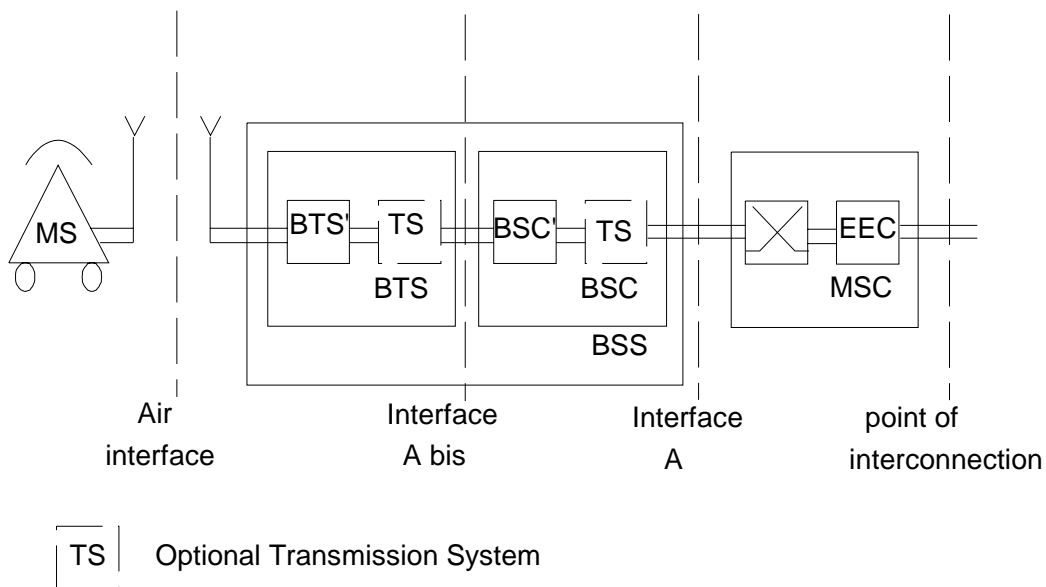 MS
BTS'
TS
BSC'
TS
EEC
BTS
BSC
MSC
BSS
Air
interface
Interface
A bis
Interface
A
point of
interconnection
TS Optional Transmission System